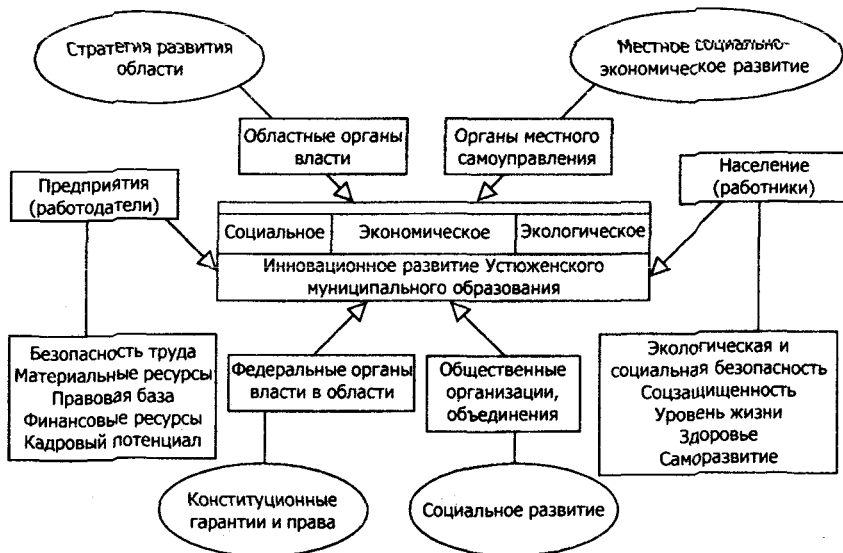 Стратегия развития
области
Местное социально-
экономическое развитие
Областные органы
власти
Органы местного
самоуправления
Предприятия
(работодатели)
Население
(работники)
Социальное
Экономическое
Экологическое
Инновационное развитие Устюженского
муниципального образования
Безопасность труда
Материальные ресурсы
Правовая база
Финансовые ресурсы
Кадровый потенциал
Федеральные органы
власти в области
Общественные
организации,
объединения
Экологическая и
социальная безопасность
Соцзащищенность
Уровень жизни
Здоровье
Саморазвитие
Конституционные
гарантии и права
Социальное развитие